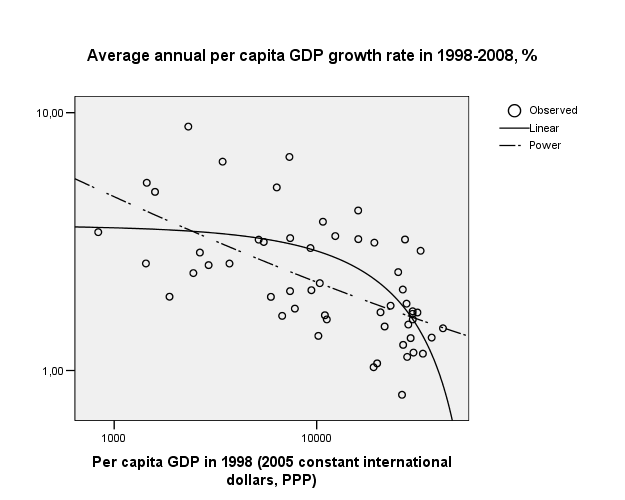 Average annual per capita GDP growth rate in 1998-2008, %
10,00
1,00
1000
10000
Per capita GDP in 1998 (2005 constant international
dollars, PPP)
Observed
Linear
Power